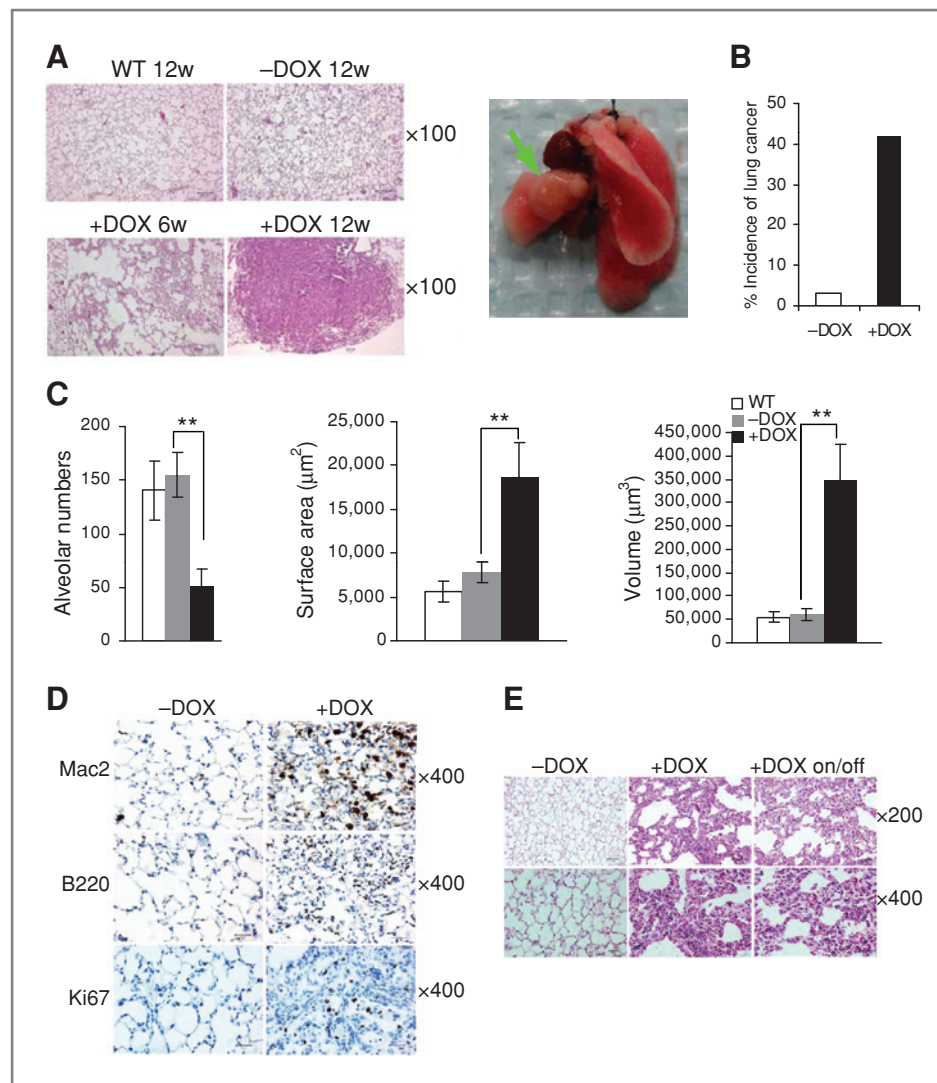 A
WT 12w
–DOX 12w
×100
+DOX 6w
+DOX 12w
×100
B
% Incidence of lung cancer
50
40
30
20
10
0
–DOX
+DOX
C
Alveolar numbers
200
150
100
50
0
**
Surface area (μm²)
25,000
20,000
15,000
10,000
5,000
0
**
WT
–DOX
+DOX
Volume (μm³)
450,000
400,000
350,000
300,000
250,000
200,000
150,000
100,000
50,000
0
**
D
–DOX
+DOX
Mac2
×400
B220
×400
Ki67
×400
E
–DOX
+DOX
+DOX on/off
×200
×400